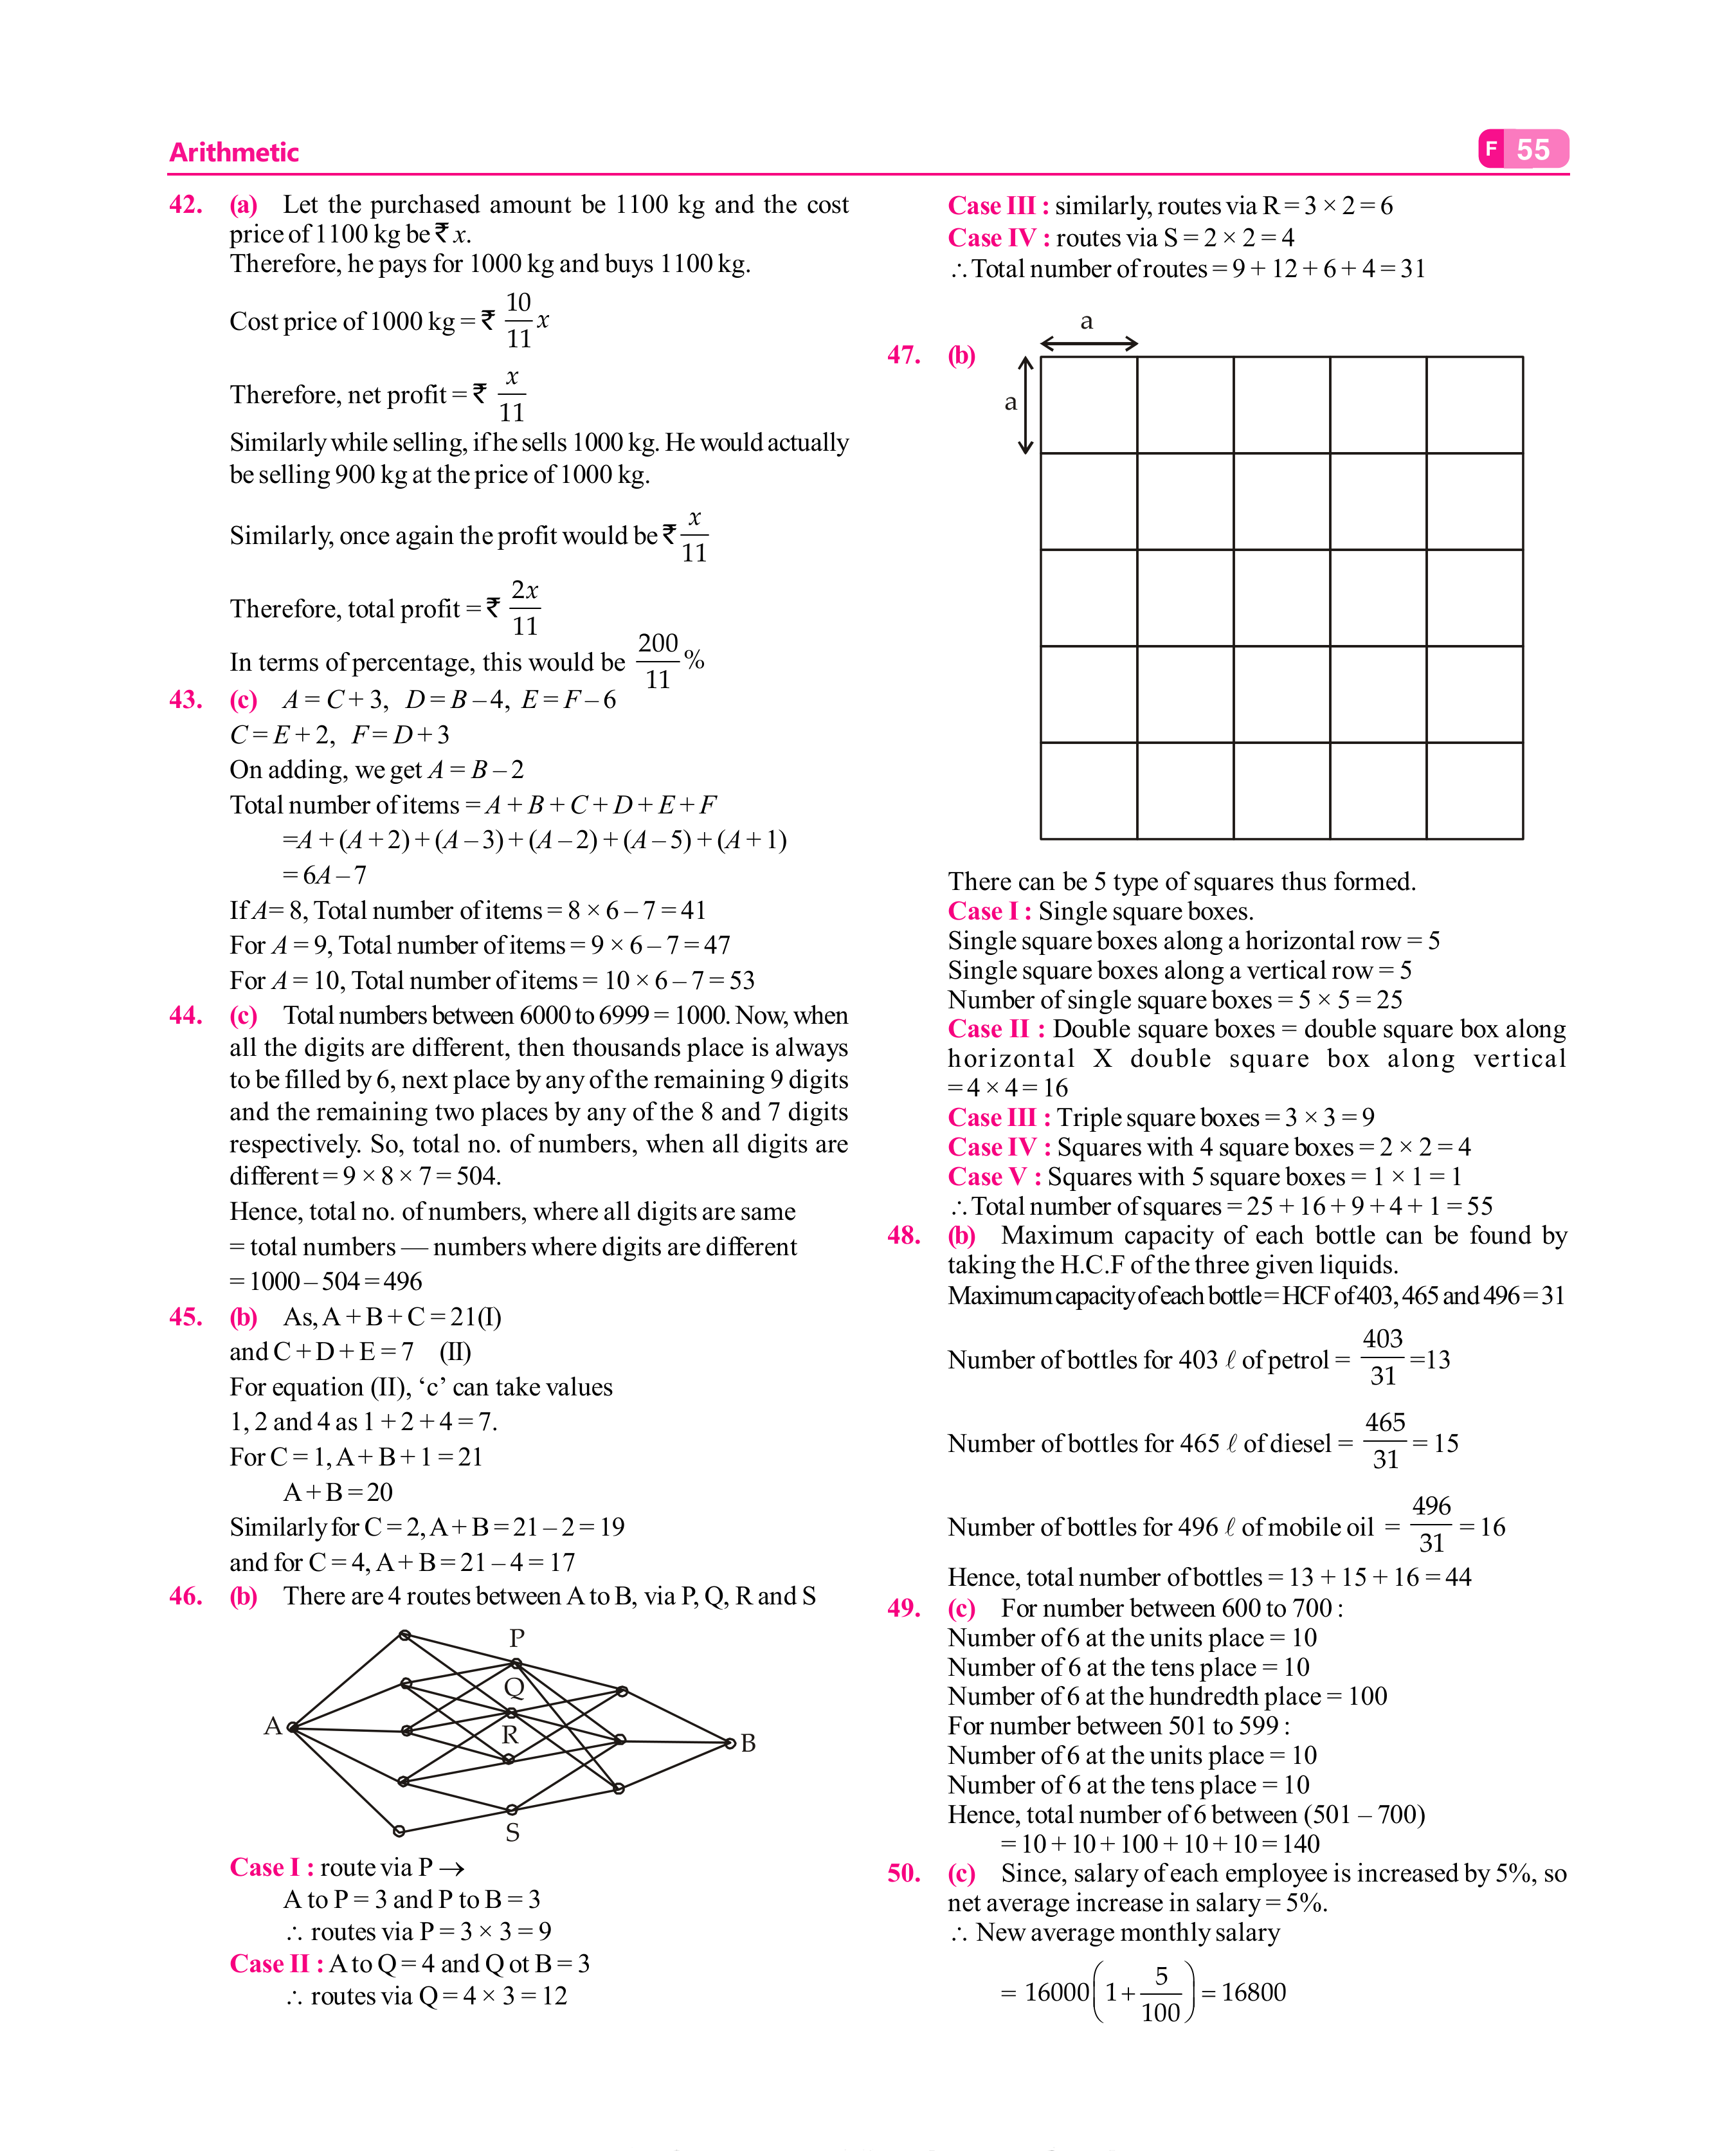 Arithmetic
F 55
42. (a) Let the purchased amount be 1100 kg and the cost
price of 1100 kg be ₹ x.
Therefore, he pays for 1000 kg and buys 1100 kg.
Cost price of 1000 kg = ₹ 10/11 x
Therefore, net profit = ₹ x/11
Similarly while selling, if he sells 1000 kg. He would actually
be selling 900 kg at the price of 1000 kg.
Similarly, once again the profit would be ₹ x/11
Therefore, total profit = ₹ 2x/11
In terms of percentage, this would be 200/11 %
43. (c) A = C + 3, D = B – 4, E = F – 6
C = E + 2, F = D + 3
On adding, we get A = B – 2
Total number of items = A + B + C + D + E + F
=A + (A + 2) + (A – 3) + (A – 2) + (A – 5) + (A + 1)
= 6A – 7
If A= 8, Total number of items = 8 × 6 – 7 = 41
For A = 9, Total number of items = 9 × 6 – 7 = 47
For A = 10, Total number of items = 10 × 6 – 7 = 53
44. (c) Total numbers between 6000 to 6999 = 1000. Now, when
all the digits are different, then thousands place is always
to be filled by 6, next place by any of the remaining 9 digits
and the remaining two places by any of the 8 and 7 digits
respectively. So, total no. of numbers, when all digits are
different = 9 × 8 × 7 = 504.
Hence, total no. of numbers, where all digits are same
= total numbers — numbers where digits are different
= 1000 – 504 = 496
45. (b) As, A + B + C = 21(I)
and C + D + E = 7 (II)
For equation (II), ‘c’ can take values
1, 2 and 4 as 1 + 2 + 4 = 7.
For C = 1, A + B + 1 = 21
A + B = 20
Similarly for C = 2, A + B = 21 – 2 = 19
and for C = 4, A + B = 21 – 4 = 17
46. (b) There are 4 routes between A to B, via P, Q, R and S
P
Q
A
R
B
S
Case I : route via P →
A to P = 3 and P to B = 3
∴ routes via P = 3 × 3 = 9
Case II : A to Q = 4 and Q ot B = 3
∴ routes via Q = 4 × 3 = 12
Case III : similarly, routes via R = 3 × 2 = 6
Case IV : routes via S = 2 × 2 = 4
∴ Total number of routes = 9 + 12 + 6 + 4 = 31
a
47. (b)
a
There can be 5 type of squares thus formed.
Case I : Single square boxes.
Single square boxes along a horizontal row = 5
Single square boxes along a vertical row = 5
Number of single square boxes = 5 × 5 = 25
Case II : Double square boxes = double square box along
horizontal X double square box along vertical
= 4 × 4 = 16
Case III : Triple square boxes = 3 × 3 = 9
Case IV : Squares with 4 square boxes = 2 × 2 = 4
Case V : Squares with 5 square boxes = 1 × 1 = 1
∴ Total number of squares = 25 + 16 + 9 + 4 + 1 = 55
48. (b) Maximum capacity of each bottle can be found by
taking the H.C.F of the three given liquids.
Maximum capacity of each bottle = HCF of 403, 465 and 496 = 31
Number of bottles for 403 ℓ of petrol = 403/31 =13
Number of bottles for 465 ℓ of diesel = 465/31 = 15
Number of bottles for 496 ℓ of mobile oil = 496/31 = 16
Hence, total number of bottles = 13 + 15 + 16 = 44
49. (c) For number between 600 to 700 :
Number of 6 at the units place = 10
Number of 6 at the tens place = 10
Number of 6 at the hundredth place = 100
For number between 501 to 599 :
Number of 6 at the units place = 10
Number of 6 at the tens place = 10
Hence, total number of 6 between (501 – 700)
= 10 + 10 + 100 + 10 + 10 = 140
50. (c) Since, salary of each employee is increased by 5%, so
net average increase in salary = 5%.
∴ New average monthly salary
= 16000(1+ 5/100) = 16800